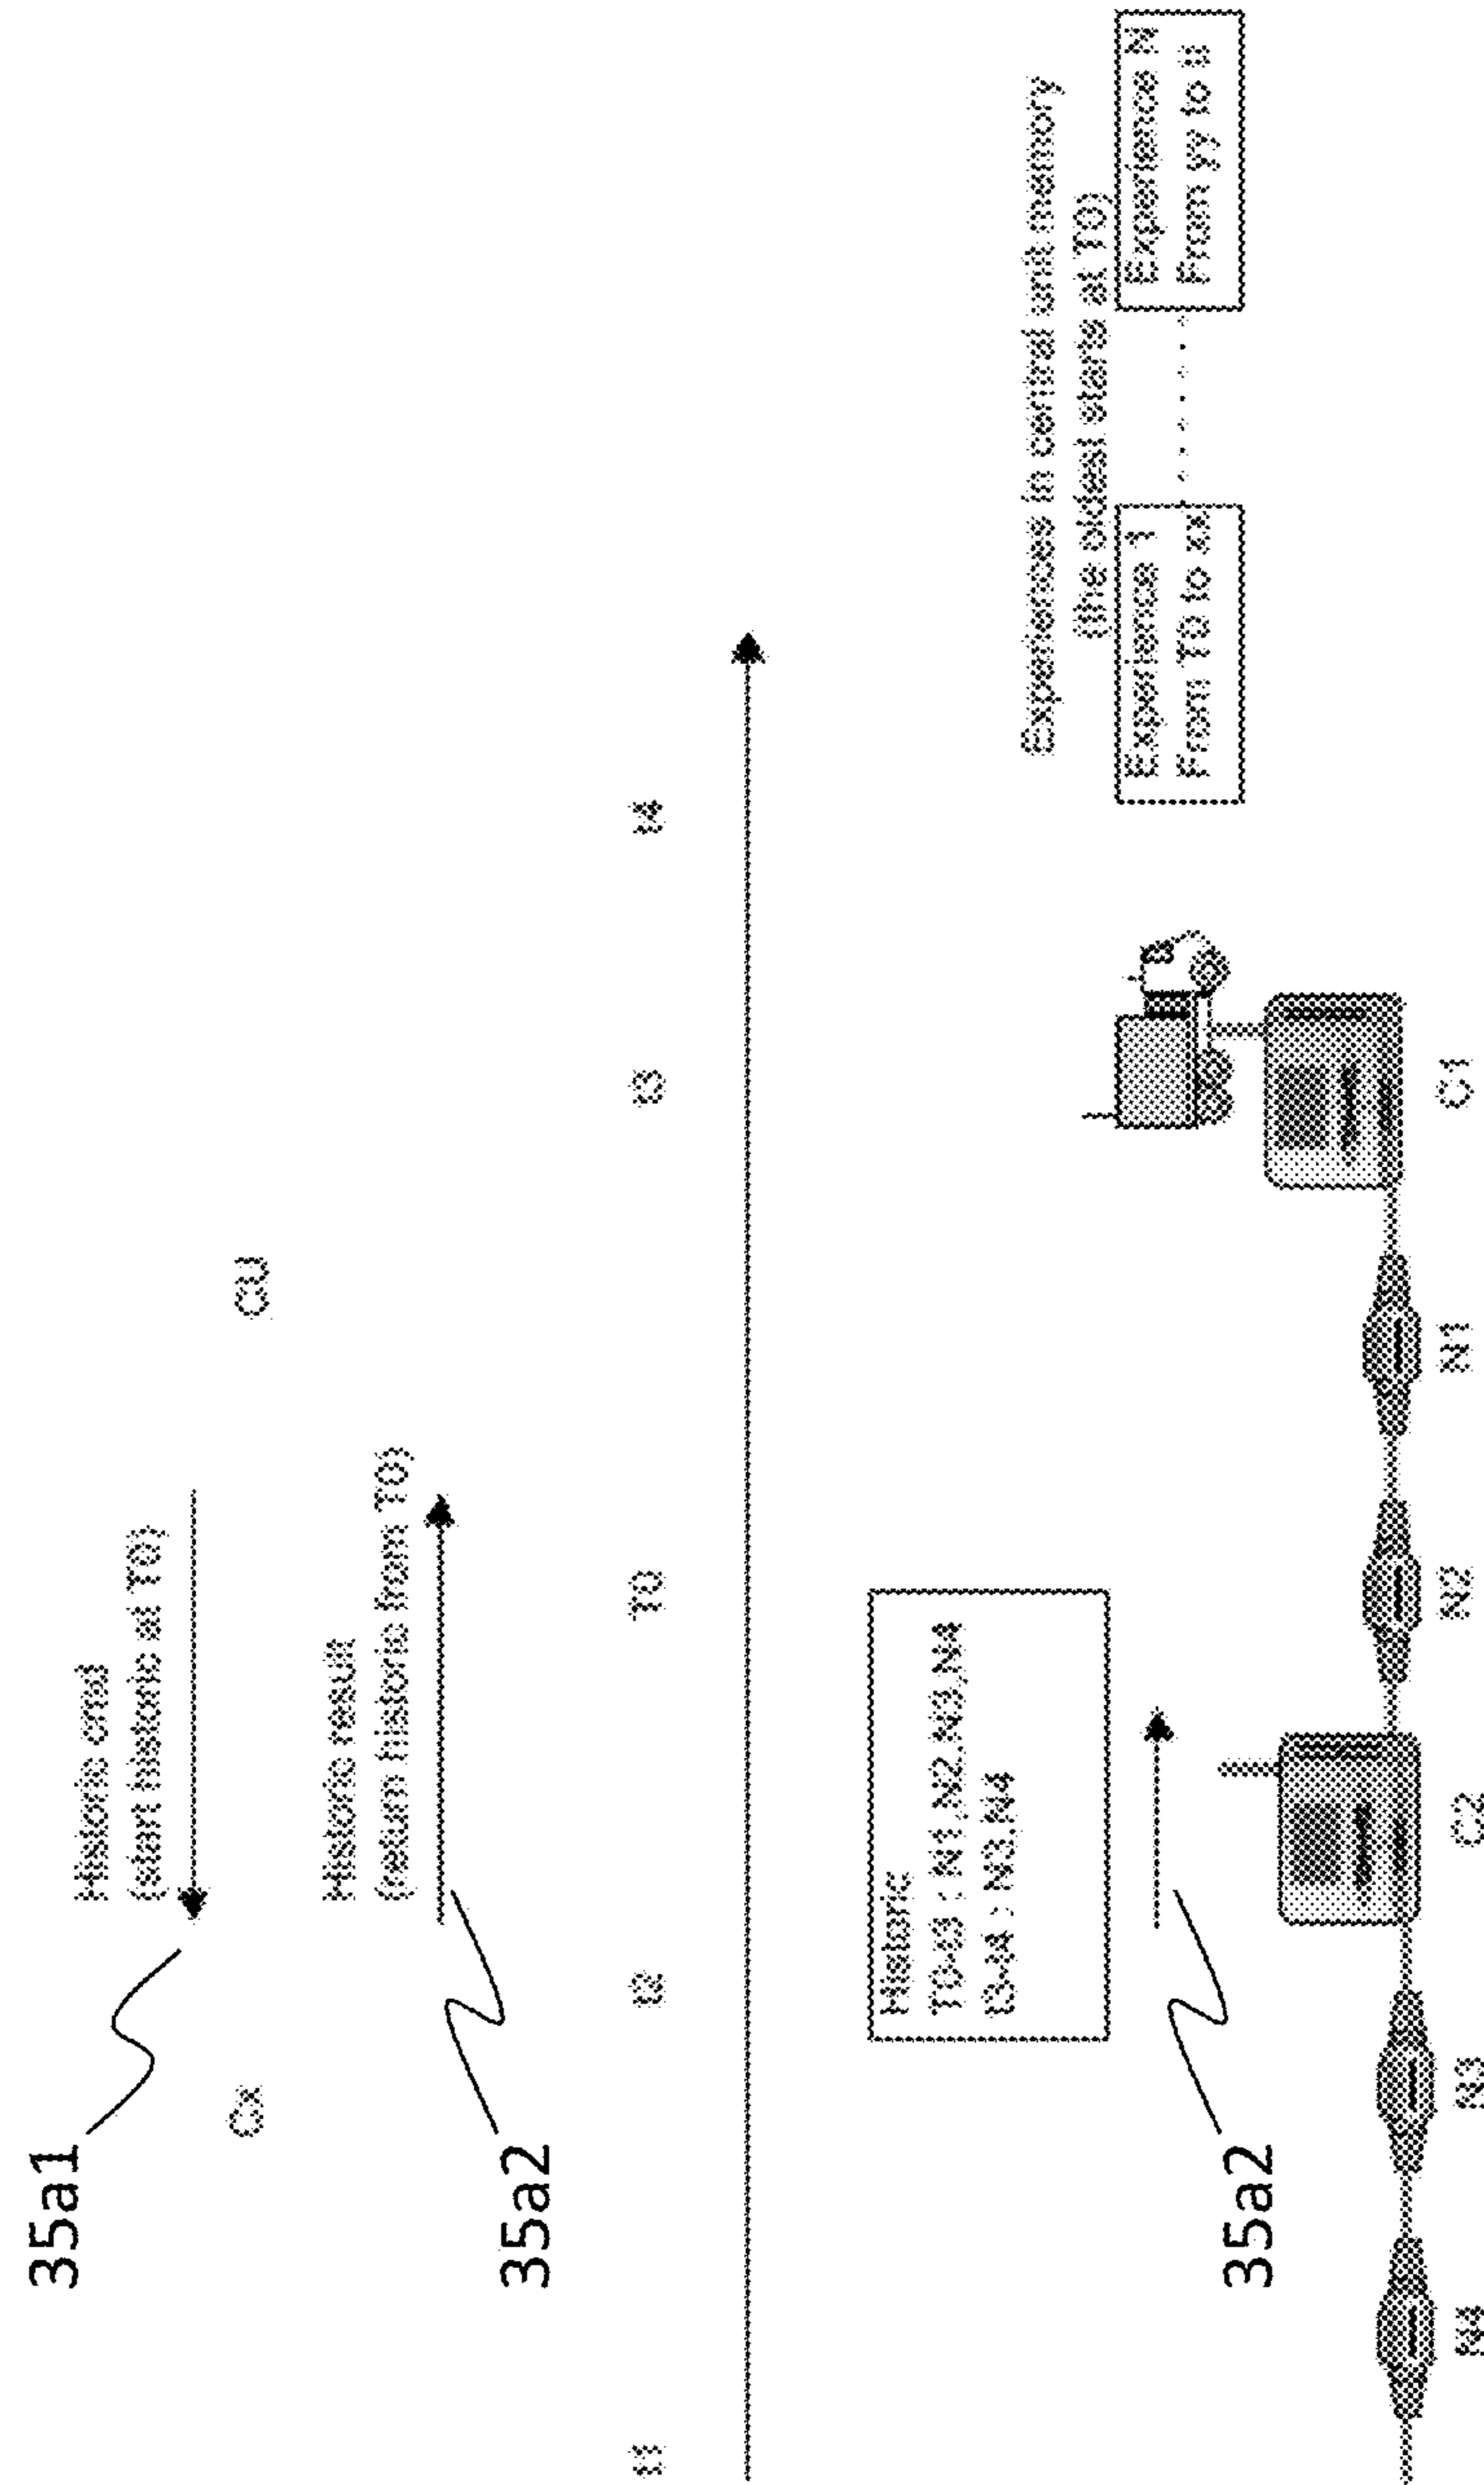 35a1
Historic cmd
(start historic at T0)
Cx
CU
Historic result
(return historic from T0)
35a2
t1
t2
T0
t3
t4
Historic
T0-t3 : N1,N2,N3,N4
t3-t4 : N3,N4
35a2
Experiences in central unit memory
(the oldest starts at T0)
Experience 1
From T0 to xx
Experience N
From yy to
N4
N3
C2
N2
N1
C1